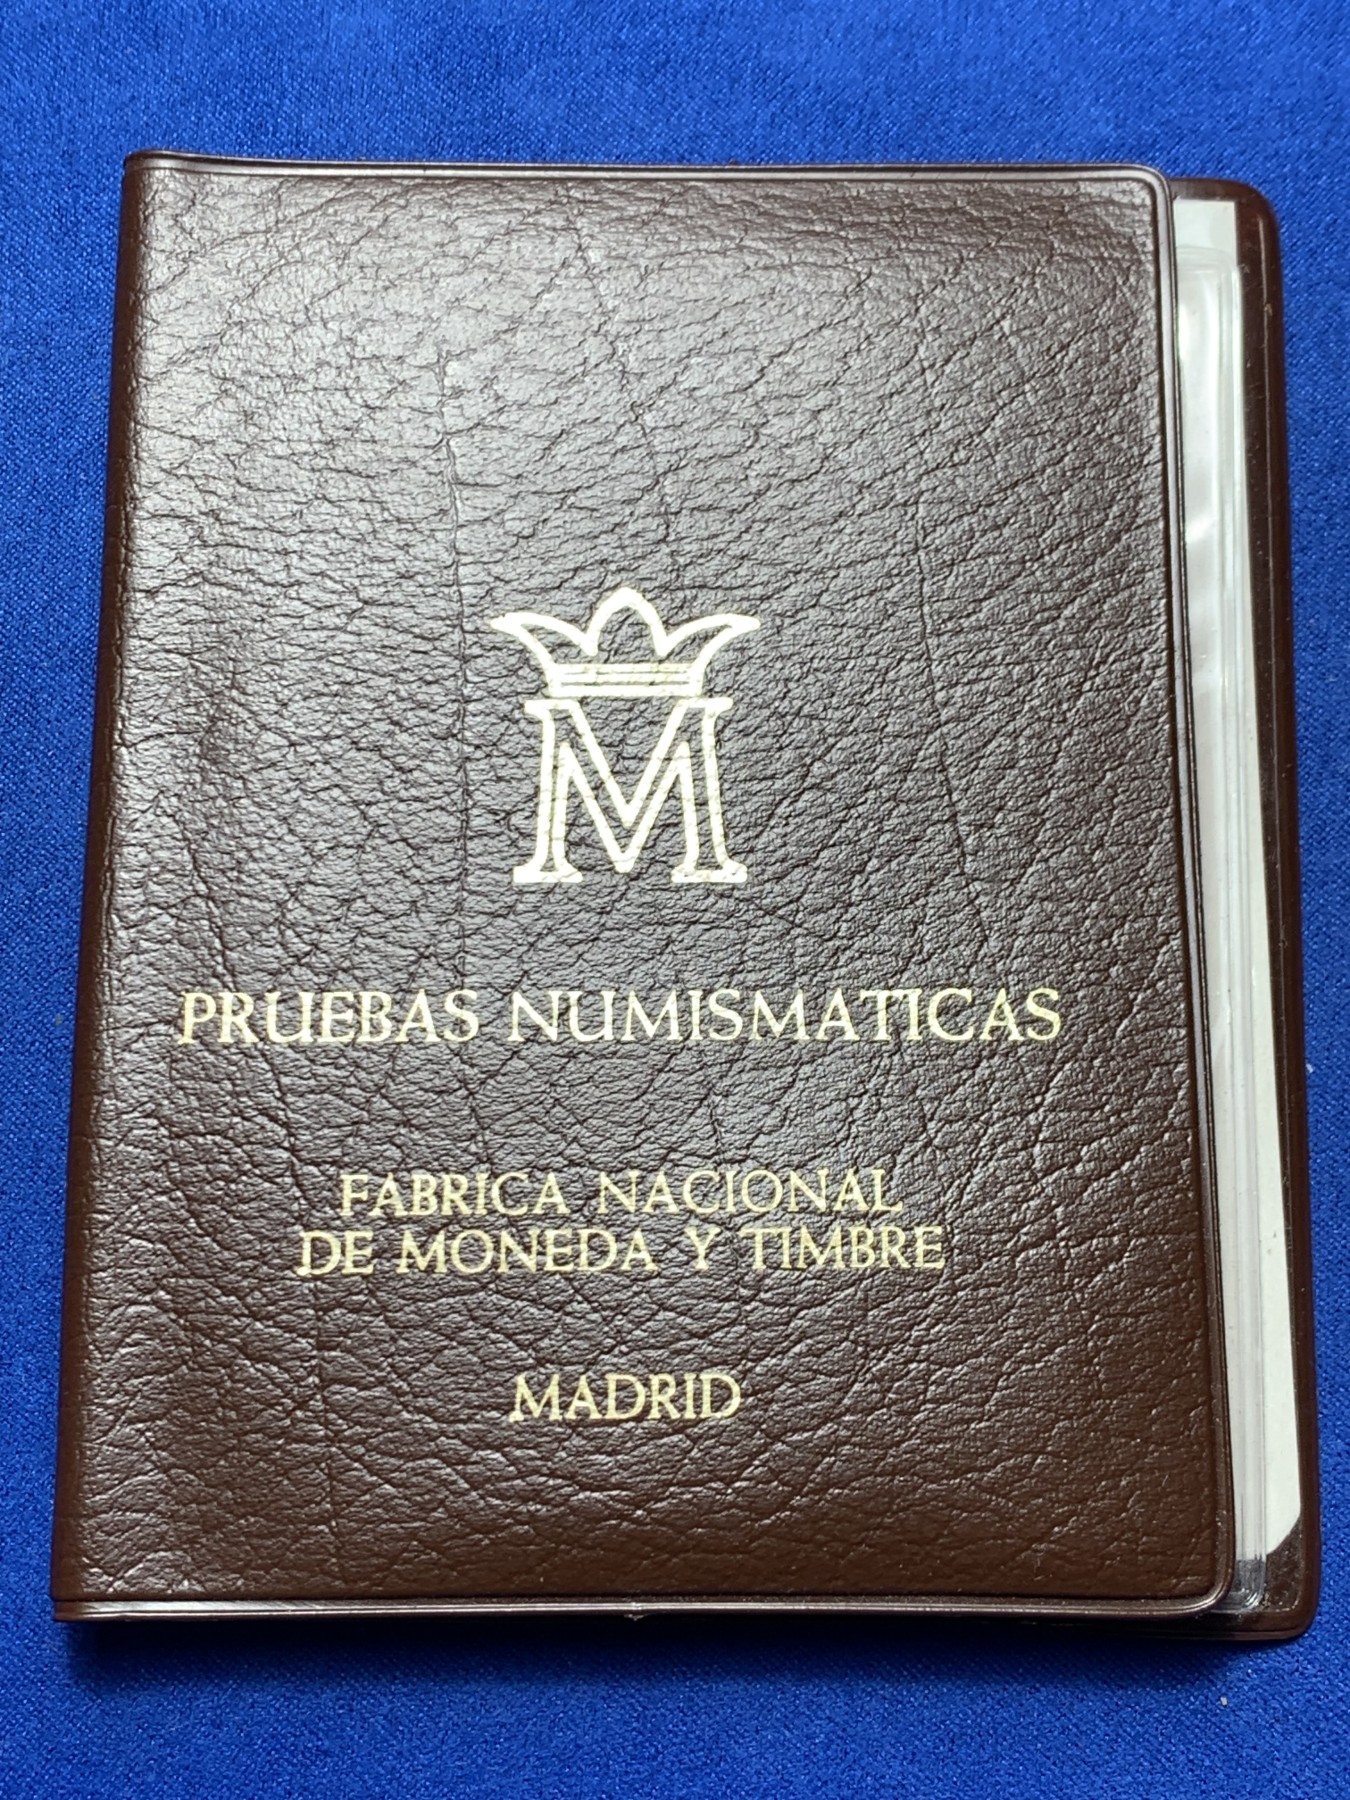 M
PRUEBAS NUMISMATICAS
FABRICA NACIONAL
DE MONEDA Y TIMBRE
MADRID